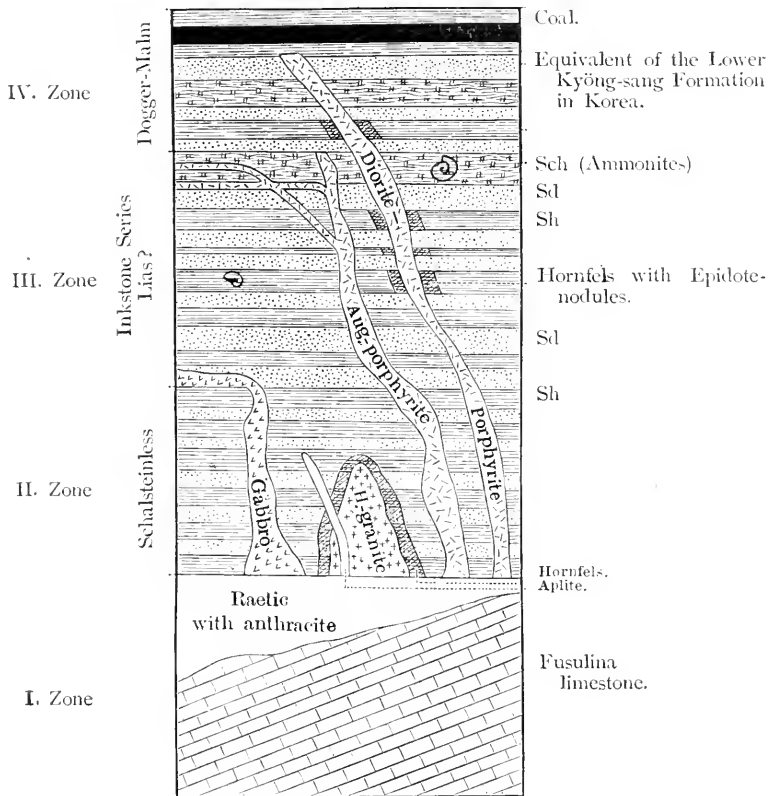 Coal.
Equivalent of the Lower
Kyöng-sang Formation
in Korea.
IV. Zone
Dogger-Malm
Sch (Ammonites)
Sd
Sh
Diorite-
porphyrite
III. Zone
Inkstone Series
Lias?
Hornfels with Epidote-
nodules.
Sd
Aug-porphyrite
Sh
II. Zone
Schalsteinless
Gabbro
H-granite
Hornfels.
Aplite.
Raetic
with anthracite
I. Zone
Fusulina
limestone.